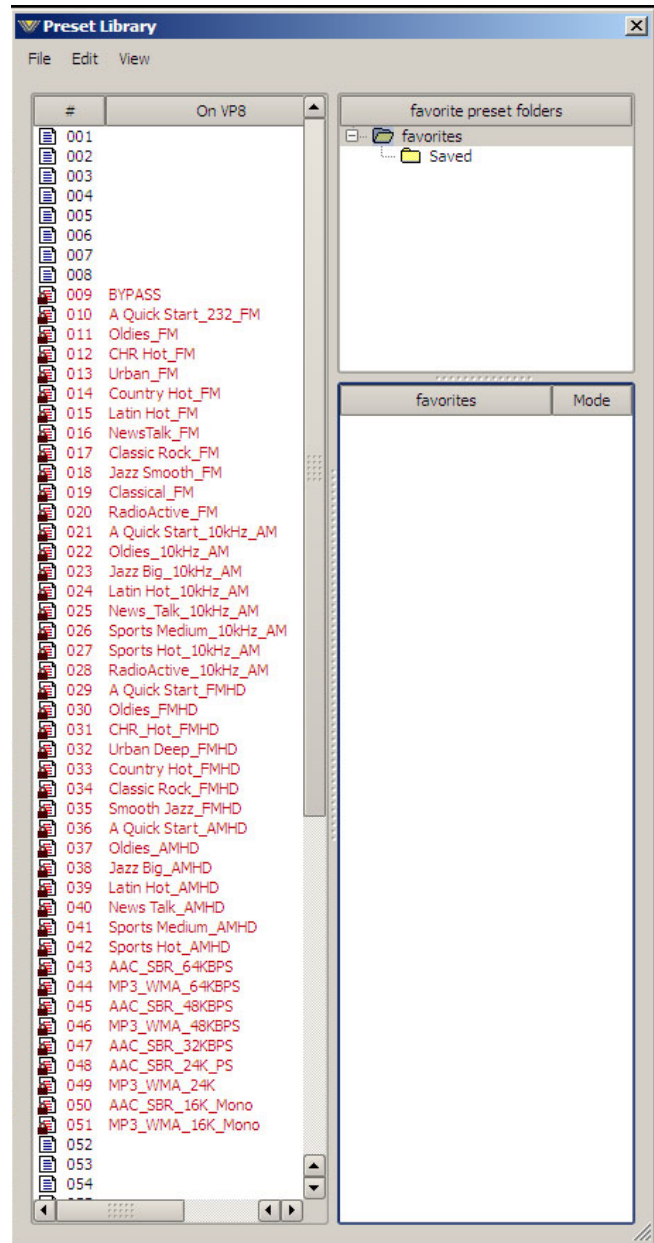 Preset Library
File Edit View
# On VP8
001
002
003
004
005
006
007
008
009 BYPASS
010 A Quick Start_232_FM
011 Oldies_FM
012 CHR Hot_FM
013 Urban_FM
014 Country Hot_FM
015 Latin Hot_FM
016 NewsTalk_FM
017 Classic Rock_FM
018 Jazz Smooth_FM
019 Classical_FM
020 RadioActive_FM
021 A Quick Start_10kHz_AM
022 Oldies_10kHz_AM
023 Jazz Big_10kHz_AM
024 Latin Hot_10kHz_AM
025 News_Talk_10kHz_AM
026 Sports Medium_10kHz_AM
027 Sports Hot_10kHz_AM
028 RadioActive_10kHz_AM
029 A Quick Start_FMHD
030 Oldies_FMHD
031 CHR_Hot_FMHD
032 Urban Deep_FMHD
033 Country Hot_FMHD
034 Classic Rock_FMHD
035 Smooth Jazz_FMHD
036 A Quick Start_AMHD
037 Oldies_AMHD
038 Jazz Big_AMHD
039 Latin Hot_AMHD
040 News Talk_AMHD
041 Sports Medium_AMHD
042 Sports Hot_AMHD
043 AAC_SBR_64KBPS
044 MP3_WMA_64KBPS
045 AAC_SBR_48KBPS
046 MP3_WMA_48KBPS
047 AAC_SBR_32KBPS
048 AAC_SBR_24K_PS
049 MP3_WMA_24K
050 AAC_SBR_16K_Mono
051 MP3_WMA_16K_Mono
052
053
054
favorite preset folders
favorites
Saved
favorites Mode